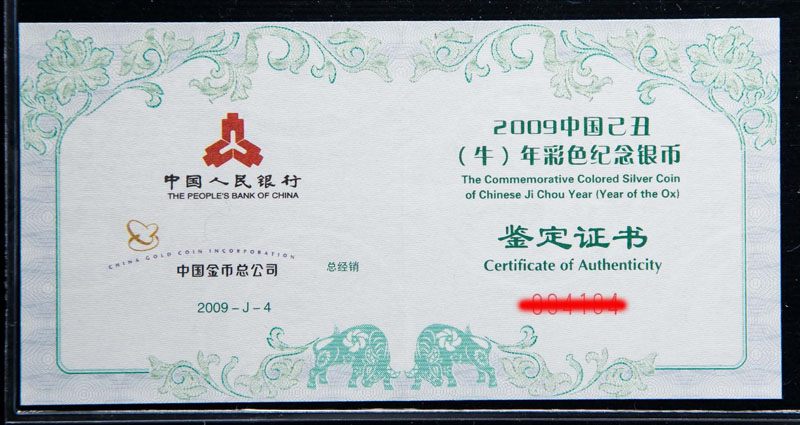 中国人民银行
THE PEOPLE'S BANK OF CHINA
CHINA GOLD COIN INCORPORATION
中国金币总公司
总经销
2009-J-4
2009中国己丑
（牛）年彩色纪念银币
The Commemorative Colored Silver Coin
of Chinese Ji Chou Year (Year of the Ox)
鉴定证书
Certificate of Authenticity